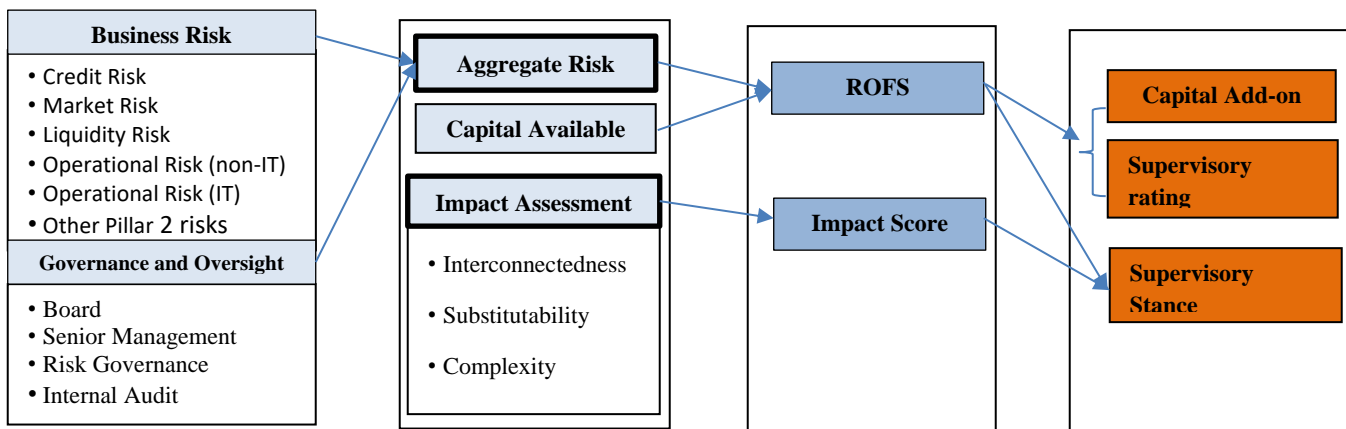 Business Risk
• Credit Risk
• Market Risk
• Liquidity Risk
• Operational Risk (non-IT)
• Operational Risk (IT)
• Other Pillar 2 risks
Governance and Oversight
• Board
• Senior Management
• Risk Governance
• Internal Audit
Aggregate Risk
Capital Available
Impact Assessment
• Interconnectedness
• Substitutability
• Complexity
ROFS
Impact Score
Capital Add-on
Supervisory
rating
Supervisory
Stance